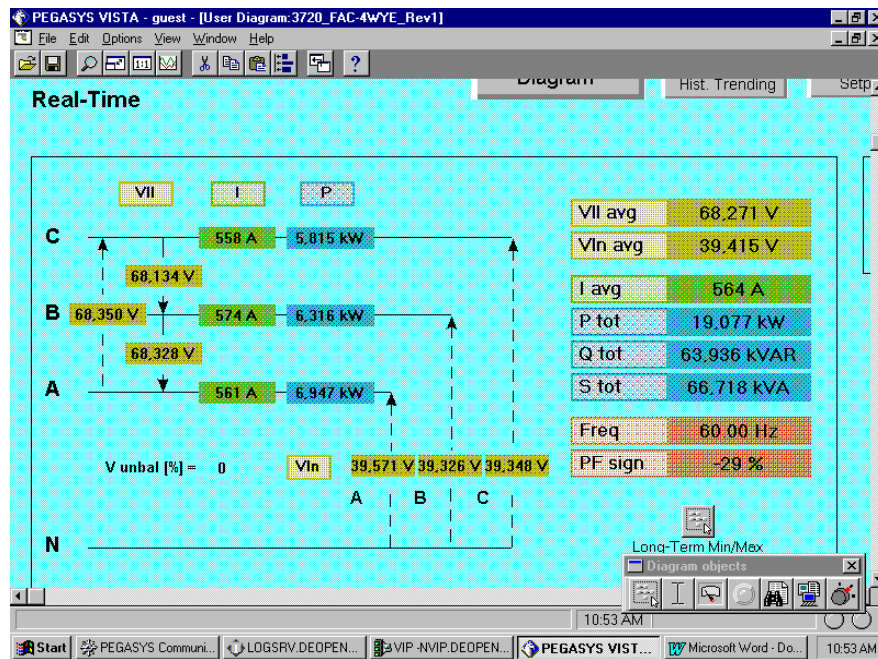 PEGASYS VISTA - guest - [User Diagram:3720_FAC-4WYE_Rev1]
File Edit Options View Window Help
1:1 ?
Diagram Hist. Trending Setp
Real-Time
Vll I P
Vll avg 68,271 V
C 558 A 5,815 kW
Vln avg 39,415 V
68,134 V
I avg 564 A
B 68,350 V 574 A 6,316 kW
P tot 19,077 kW
68,328 V
Q tot 63,936 kVAR
A 561 A 6,947 kW
S tot 66,718 kVA
Freq 60.00 Hz
V unbal [%] = 0 Vln 39,571 V 39,326 V 39,348 V
PF sign -29 %
A B C
N
Long-Term Min/Max
Diagram objects
10:53 AM
Start PEGASYS Communi... LOGSRV.DEOPEN... VIP -NVIP.DEOPEN... PEGASYS VIST... Microsoft Word - Do... 10:53 AM